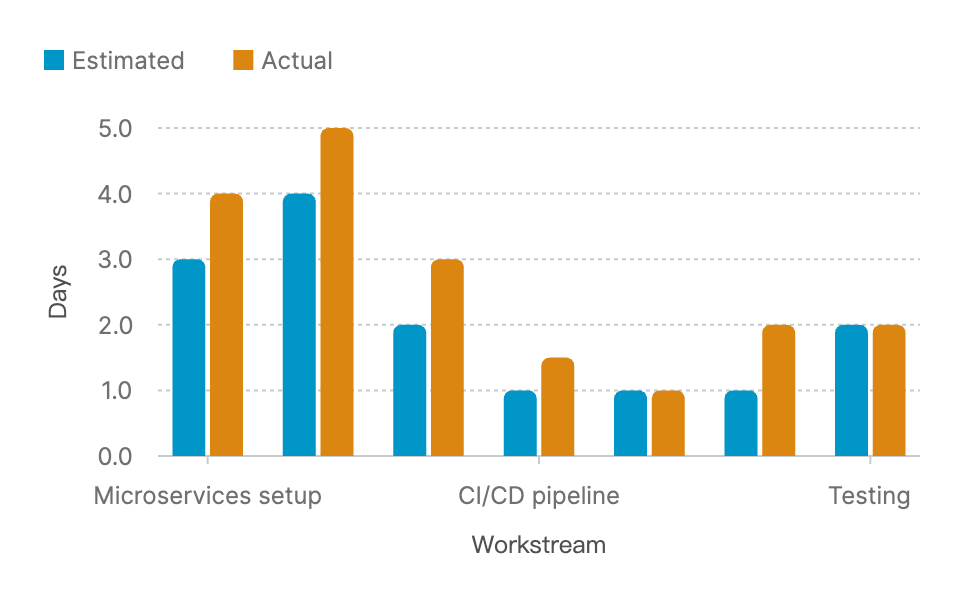 Estimated Actual
5.0
4.0
3.0
2.0
1.0
0.0
Days
Microservices setup CI/CD pipeline Testing
Workstream